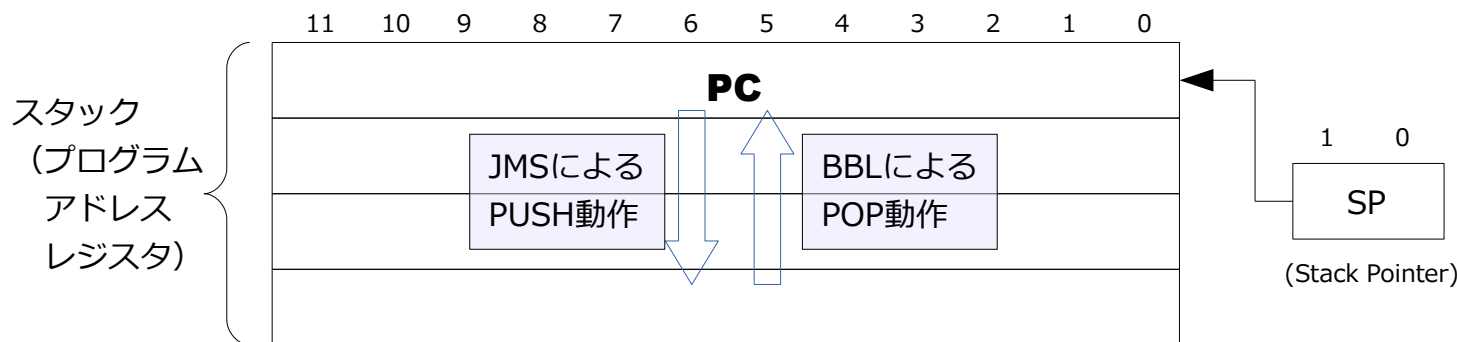 11 10 9 8 7 6 5 4 3 2 1 0
PC
スタック
（プログラム
アドレス
レジスタ）
JMSによる
PUSH動作
BBLによる
POP動作
1 0
SP
(Stack Pointer)